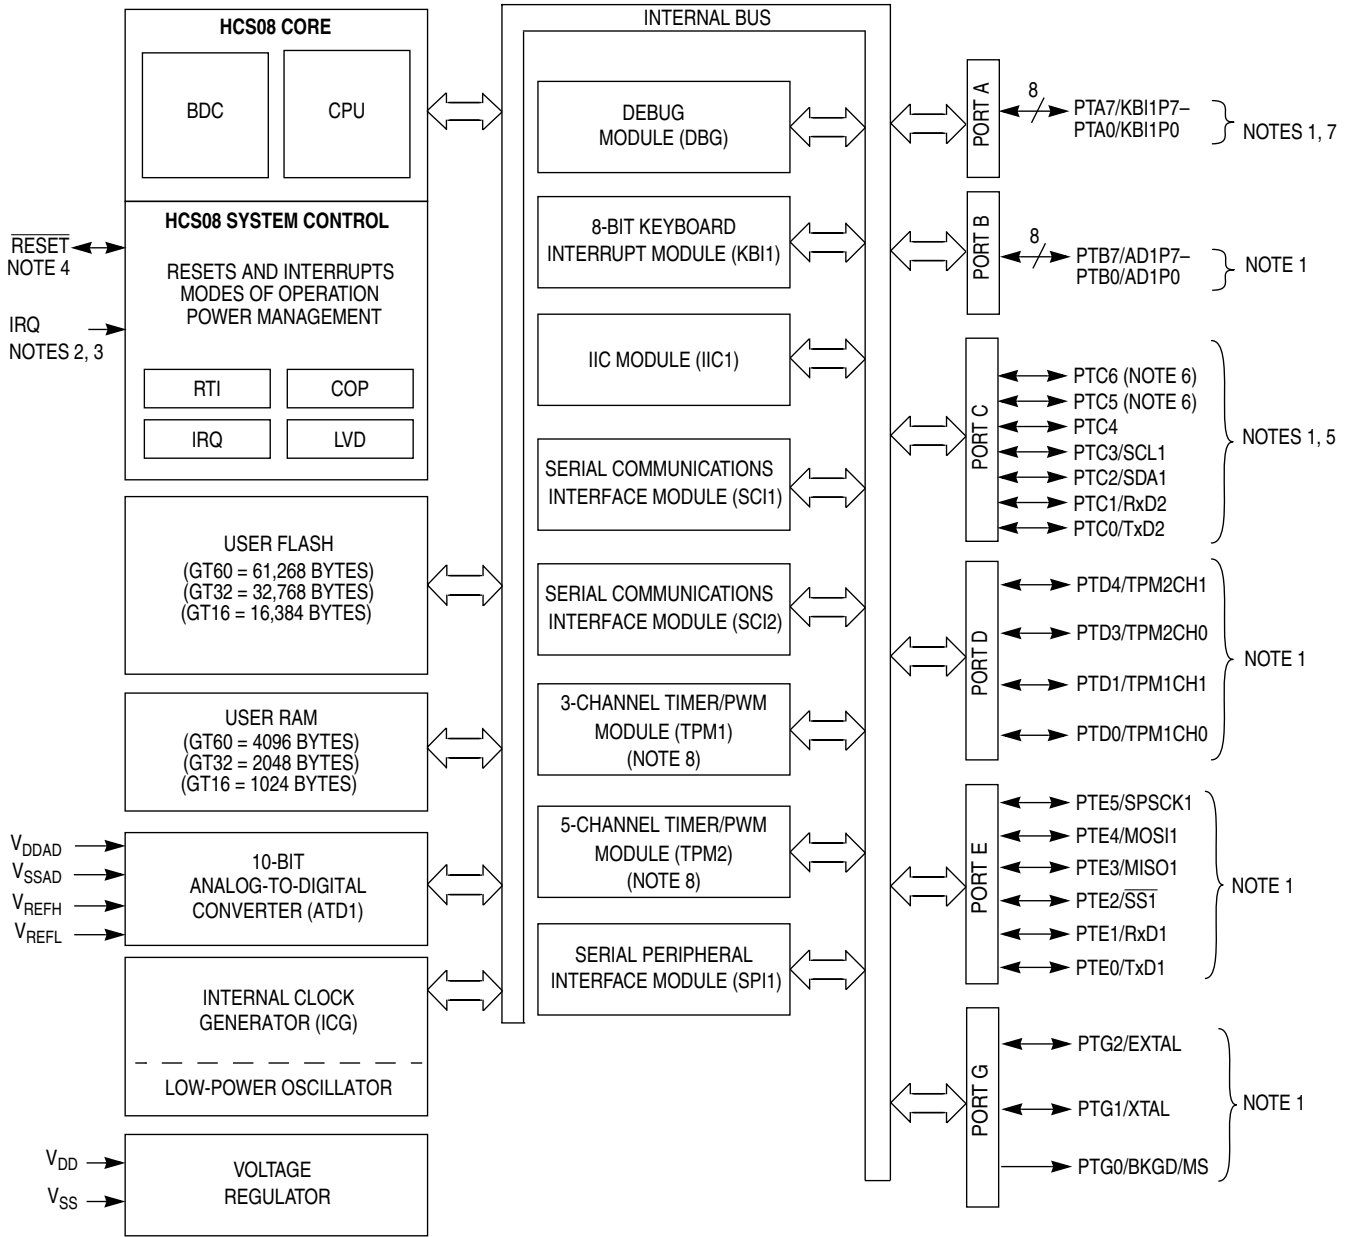 HCS08 CORE
BDC
CPU
HCS08 SYSTEM CONTROL
RESETS AND INTERRUPTS
MODES OF OPERATION
POWER MANAGEMENT
RTI
COP
IRQ
LVD
RESET
NOTE 4
IRQ
NOTES 2, 3
USER FLASH
(GT60 = 61,268 BYTES)
(GT32 = 32,768 BYTES)
(GT16 = 16,384 BYTES)
USER RAM
(GT60 = 4096 BYTES)
(GT32 = 2048 BYTES)
(GT16 = 1024 BYTES)
VDDAD
VSSAD
VREFH
VREFL
10-BIT
ANALOG-TO-DIGITAL
CONVERTER (ATD1)
INTERNAL CLOCK
GENERATOR (ICG)
LOW-POWER OSCILLATOR
VDD
VSS
VOLTAGE
REGULATOR
INTERNAL BUS
DEBUG
MODULE (DBG)
8-BIT KEYBOARD
INTERRUPT MODULE (KBI1)
IIC MODULE (IIC1)
SERIAL COMMUNICATIONS
INTERFACE MODULE (SCI1)
SERIAL COMMUNICATIONS
INTERFACE MODULE (SCI2)
3-CHANNEL TIMER/PWM
MODULE (TPM1)
(NOTE 8)
5-CHANNEL TIMER/PWM
MODULE (TPM2)
(NOTE 8)
SERIAL PERIPHERAL
INTERFACE MODULE (SPI1)
PORT A
8
PTA7/KBI1P7–
PTA0/KBI1P0
NOTES 1, 7
PORT B
8
PTB7/AD1P7–
PTB0/AD1P0
NOTE 1
PORT C
PTC6 (NOTE 6)
PTC5 (NOTE 6)
PTC4
PTC3/SCL1
PTC2/SDA1
PTC1/RxD2
PTC0/TxD2
NOTES 1, 5
PORT D
PTD4/TPM2CH1
PTD3/TPM2CH0
PTD1/TPM1CH1
PTD0/TPM1CH0
NOTE 1
PORT E
PTE5/SPSCK1
PTE4/MOSI1
PTE3/MISO1
PTE2/SS1
PTE1/RxD1
PTE0/TxD1
NOTE 1
PORT G
PTG2/EXTAL
PTG1/XTAL
PTG0/BKGD/MS
NOTE 1